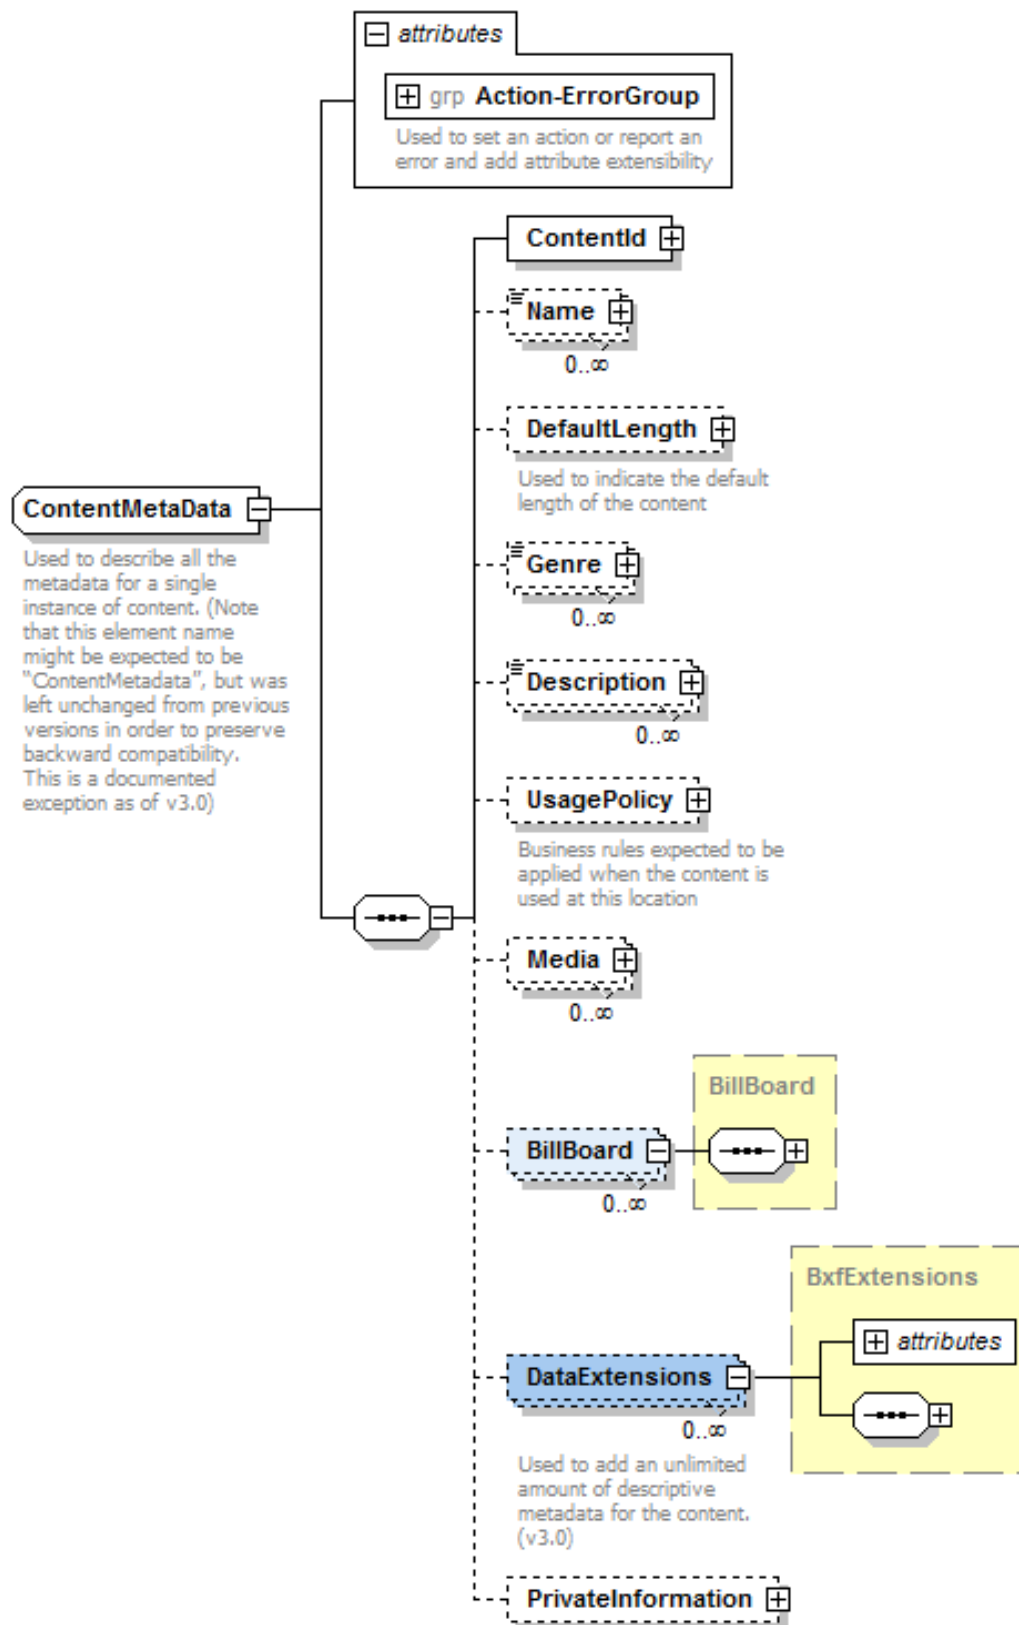 attributes
grp Action-ErrorGroup
Used to set an action or report an
error and add attribute extensibility
ContentId
Name
0..∞
DefaultLength
Used to indicate the default
length of the content
ContentMetaData
Used to describe all the
metadata for a single
instance of content. (Note
that this element name
might be expected to be
"ContentMetadata", but was
left unchanged from previous
versions in order to preserve
backward compatibility.
This is a documented
exception as of v3.0)
Genre
0..∞
Description
0..∞
UsagePolicy
Business rules expected to be
applied when the content is
used at this location
Media
0..∞
BillBoard
BillBoard
0..∞
BxfExtensions
attributes
DataExtensions
0..∞
Used to add an unlimited
amount of descriptive
metadata for the content.
(v3.0)
PrivateInformation